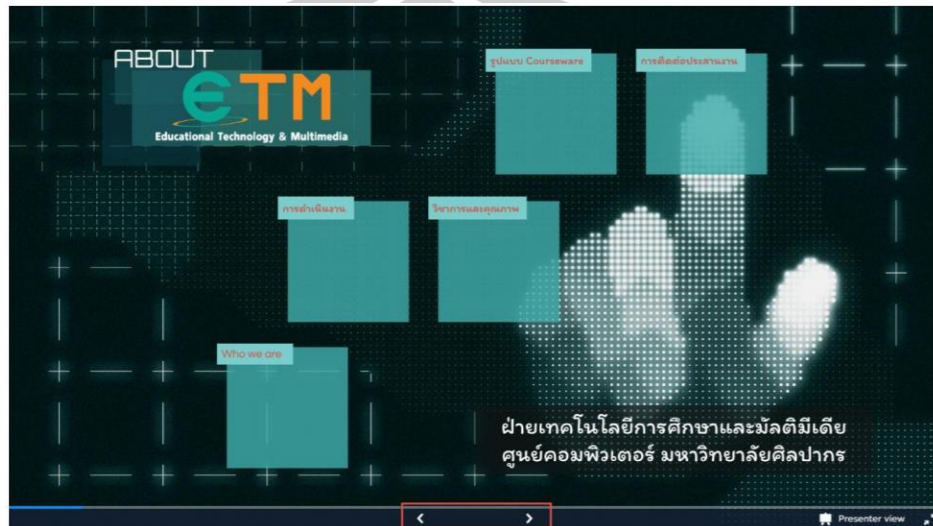 ABOUT
ETM
Educational Technology & Multimedia
รูปแบบ Courseware
การติดต่อประสานงาน
การดำเนินงาน
วิชาการและคุณภาพ
Who we are
ฝ่ายเทคโนโลยีการศึกษาและมัลติมีเดีย
ศูนย์คอมพิวเตอร์ มหาวิทยาลัยศิลปากร
Presenter view